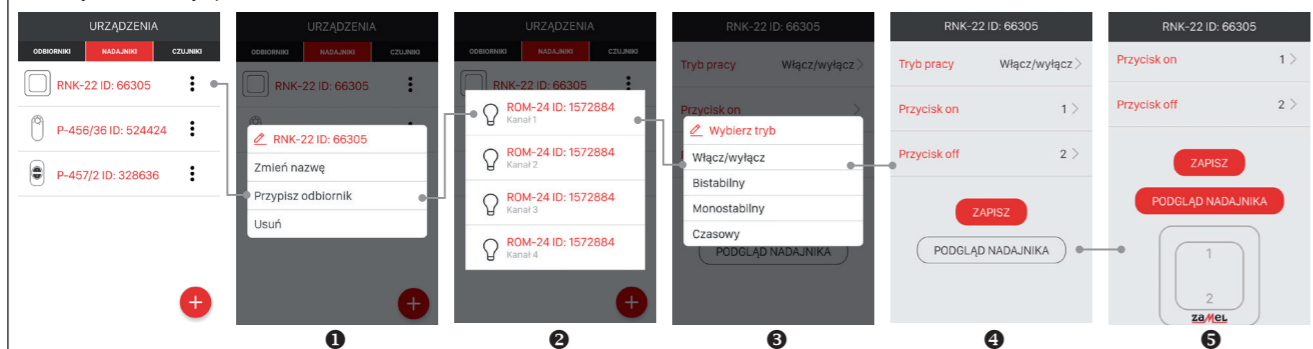 URZĄDZENIA
ODBIORNIKI NADAJNIKI CZUJNIKI
RNK-22 ID: 66305
P-456/36 ID: 524424
P-457/2 ID: 328636
+
URZĄDZENIA
ODBIORNIKI NADAJNIKI CZUJNIKI
RNK-22 ID: 66305
RNK-22 ID: 66305
Zmień nazwę
Przypisz odbiornik
Usuń
+
❶
URZĄDZENIA
ODBIORNIKI NADAJNIKI CZUJNIKI
RNK-22 ID: 66305
ROM-24 ID: 1572884
Kanał 1
ROM-24 ID: 1572884
Kanał 2
ROM-24 ID: 1572884
Kanał 3
ROM-24 ID: 1572884
Kanał 4
+
❷
RNK-22 ID: 66305
Tryb pracy Włącz/wyłącz >
Przycisk on >
Wybierz tryb
Włącz/wyłącz
Bistabilny
Monostabilny
Czasowy
PODGLĄD NADAJNIKA
❸
RNK-22 ID: 66305
Tryb pracy Włącz/wyłącz >
Przycisk on 1 >
Przycisk off 2 >
ZAPISZ
PODGLĄD NADAJNIKA
❹
RNK-22 ID: 66305
Przycisk on 1 >
Przycisk off 2 >
ZAPISZ
PODGLĄD NADAJNIKA
1
2
zamel
❺